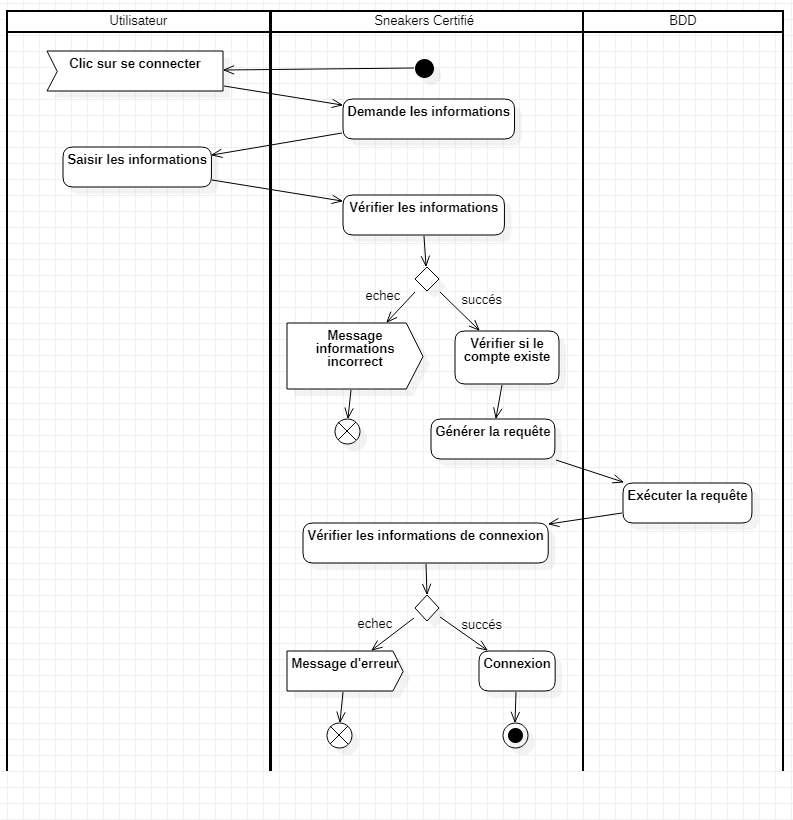 Utilisateur
Sneakers Certifié
BDD
Clic sur se connecter
Demande les informations
Saisir les informations
Vérifier les informations
echec
succés
Message
informations
incorrect
Vérifier si le
compte existe
Générer la requête
Exécuter la requête
Vérifier les informations de connexion
echec
succés
Message d'erreur
Connexion